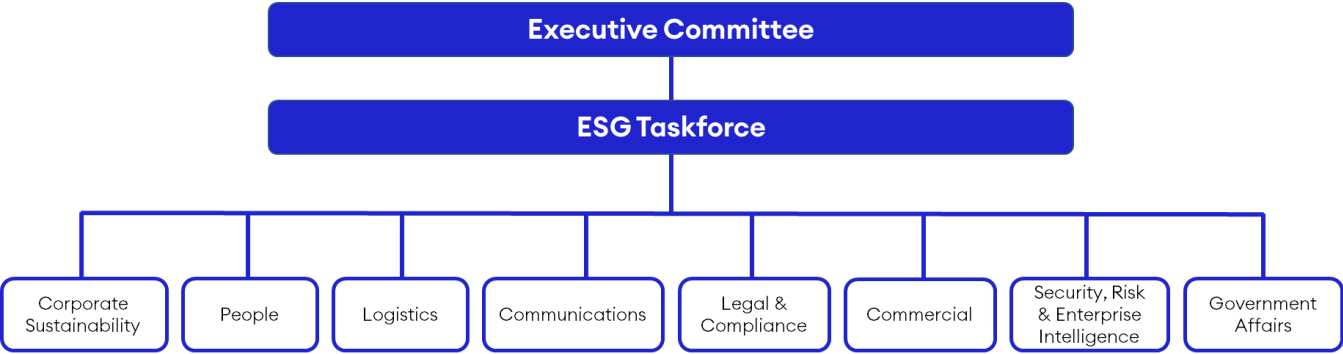 Executive Committee
ESG Taskforce
Corporate
Sustainability
People
Logistics
Communications
Legal &
Compliance
Commercial
Security, Risk
& Enterprise
Intelligence
Government
Affairs